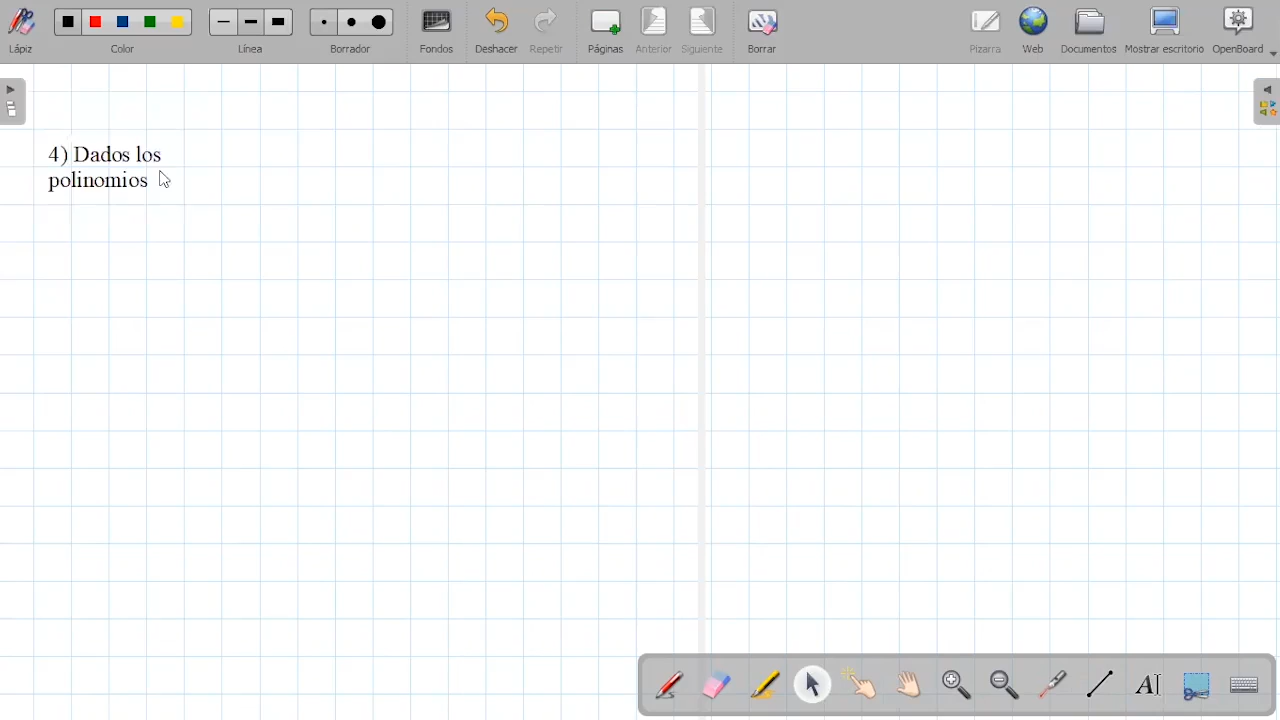 Lápiz Color Línea Borrador Fondos Deshacer Repetir Páginas Anterior Siguiente Borrar Pizarra Web Documentos Mostrar escritorio OpenBoard
4) Dados los
polinomios
A